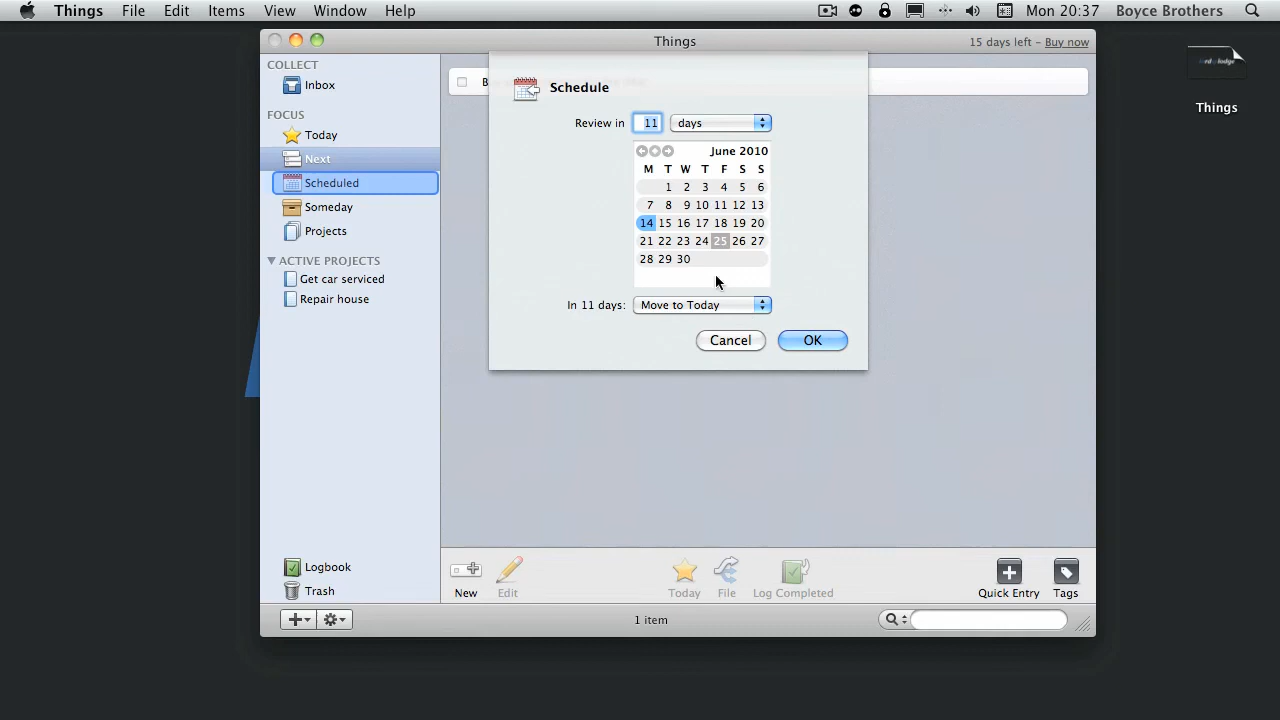 Things File Edit Items View Window Help Mon 20:37 Boyce Brothers
Things
15 days left – Buy now
COLLECT
Inbox
FOCUS
Today
Next
Scheduled
Someday
Projects
ACTIVE PROJECTS
Get car serviced
Repair house
Logbook
Trash
Schedule
Review in 11 days
June 2010
M T W T F S S
1 2 3 4 5 6
7 8 9 10 11 12 13
14 15 16 17 18 19 20
21 22 23 24 25 26 27
28 29 30
In 11 days: Move to Today
Cancel OK
New Edit Today File Log Completed Quick Entry Tags
1 item
Things